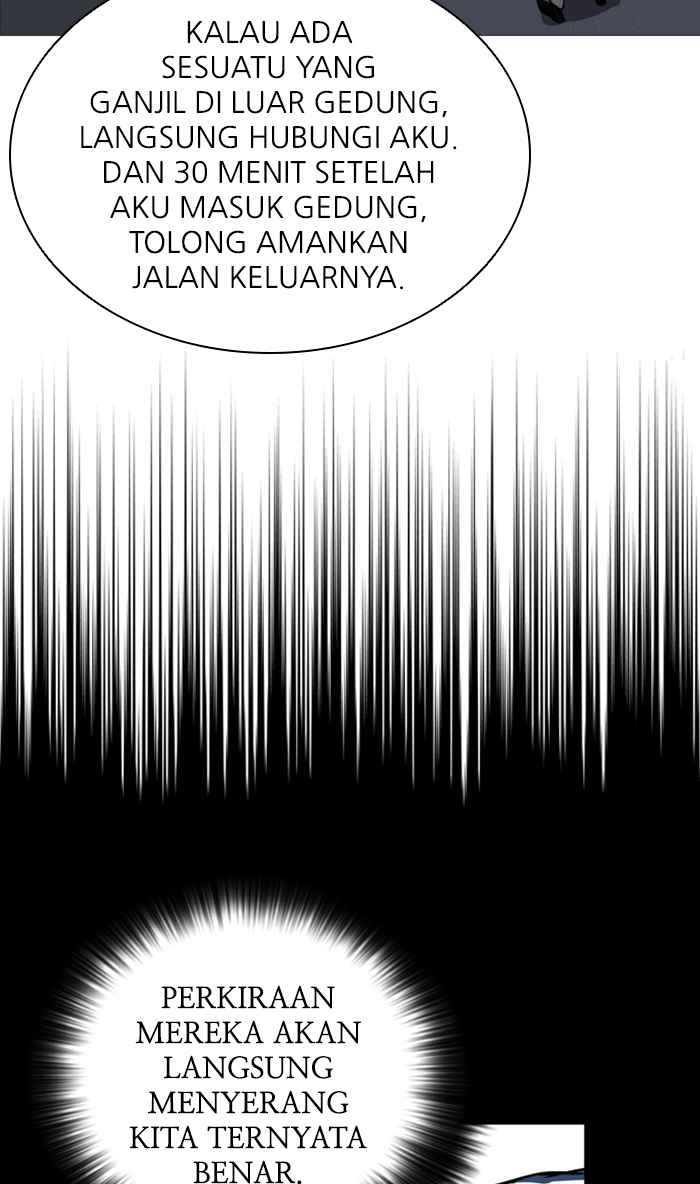 KALAU ADA
SESUATU YANG
GANJIL DI LUAR GEDUNG,
LANGSUNG HUBUNGI AKU.
DAN 30 MENIT SETELAH
AKU MASUK GEDUNG,
TOLONG AMANKAN
JALAN KELUARNYA.
PERKIRAAN
MEREKA AKAN
LANGSUNG
MENYERANG
KITA TERNYATA
BENAR.